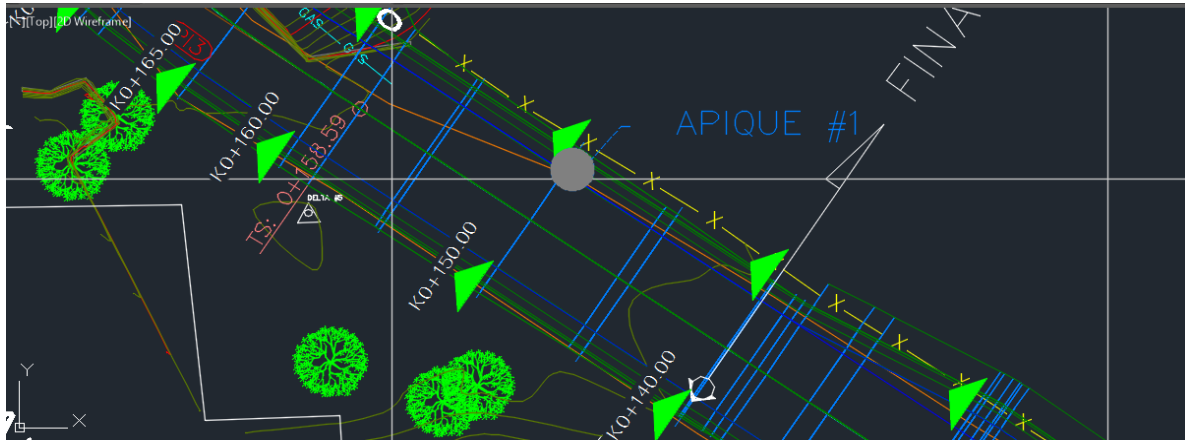 [Top][2D Wireframe]
K0+165.00
GAS
GAS
FINA
APIQUE #1
K0+160.00
TS: 0+158.59
DELTA #5
K0+150.00
K0+140.00
Y
X